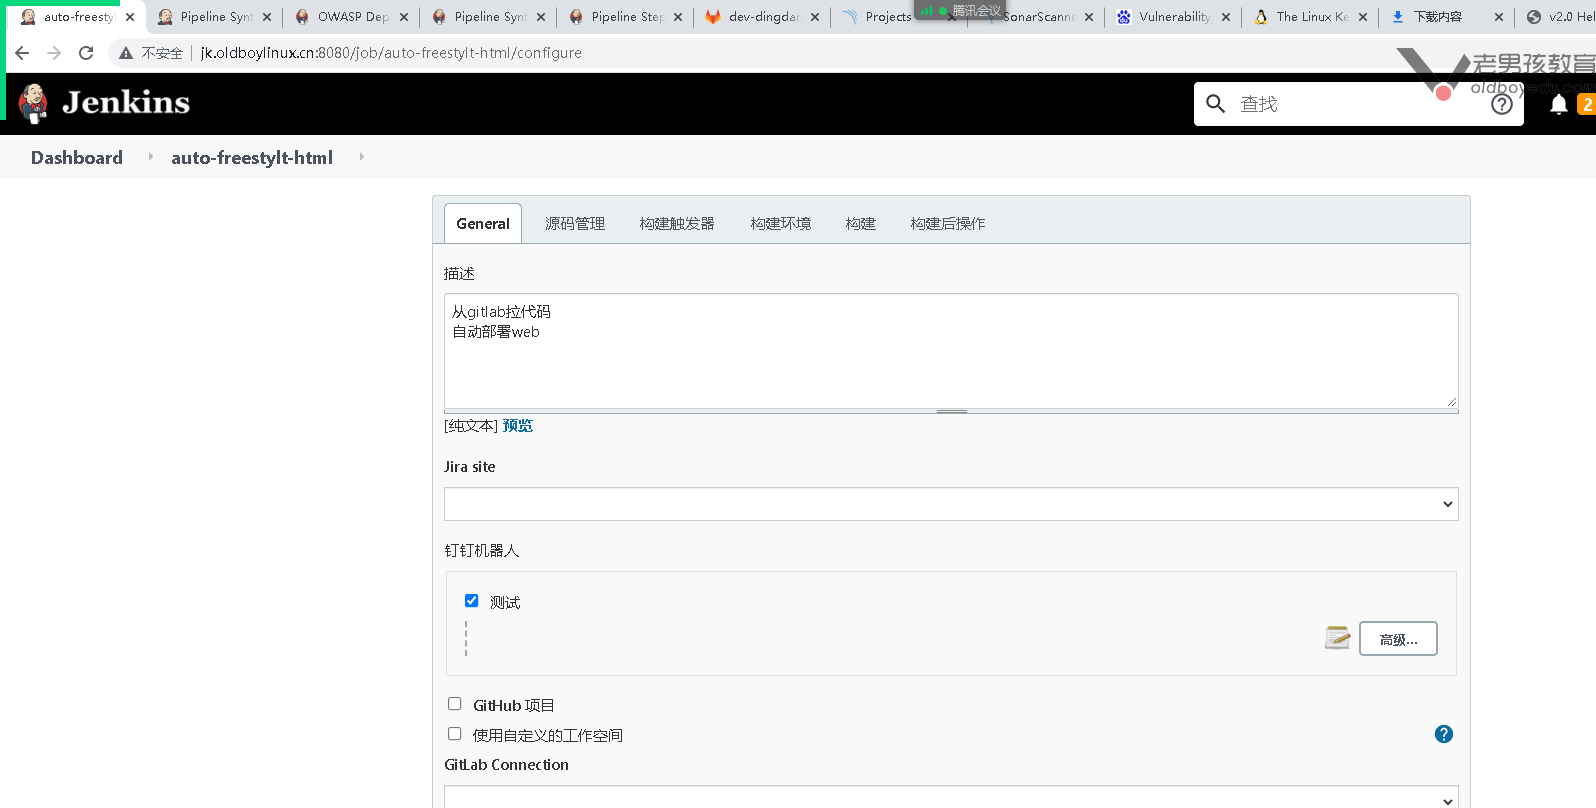 auto-freestyl
Pipeline Synt
OWASP Dep
Pipeline Synt
Pipeline Step
dev-dingdan
Projects
腾讯会议
SonarScanne
Vulnerability
The Linux Ke
下载内容
v2.0 Hel
不安全
jk.oldboylinux.cn:8080/job/auto-freestylt-html/configure
老男孩教育
oldboyedu.com
Jenkins
查找
2
Dashboard
auto-freestylt-html
General
源码管理
构建触发器
构建环境
构建
构建后操作
描述
从gitlab拉代码
自动部署web
[纯文本] 预览
Jira site
钉钉机器人
测试
高级...
GitHub 项目
使用自定义的工作空间
GitLab Connection